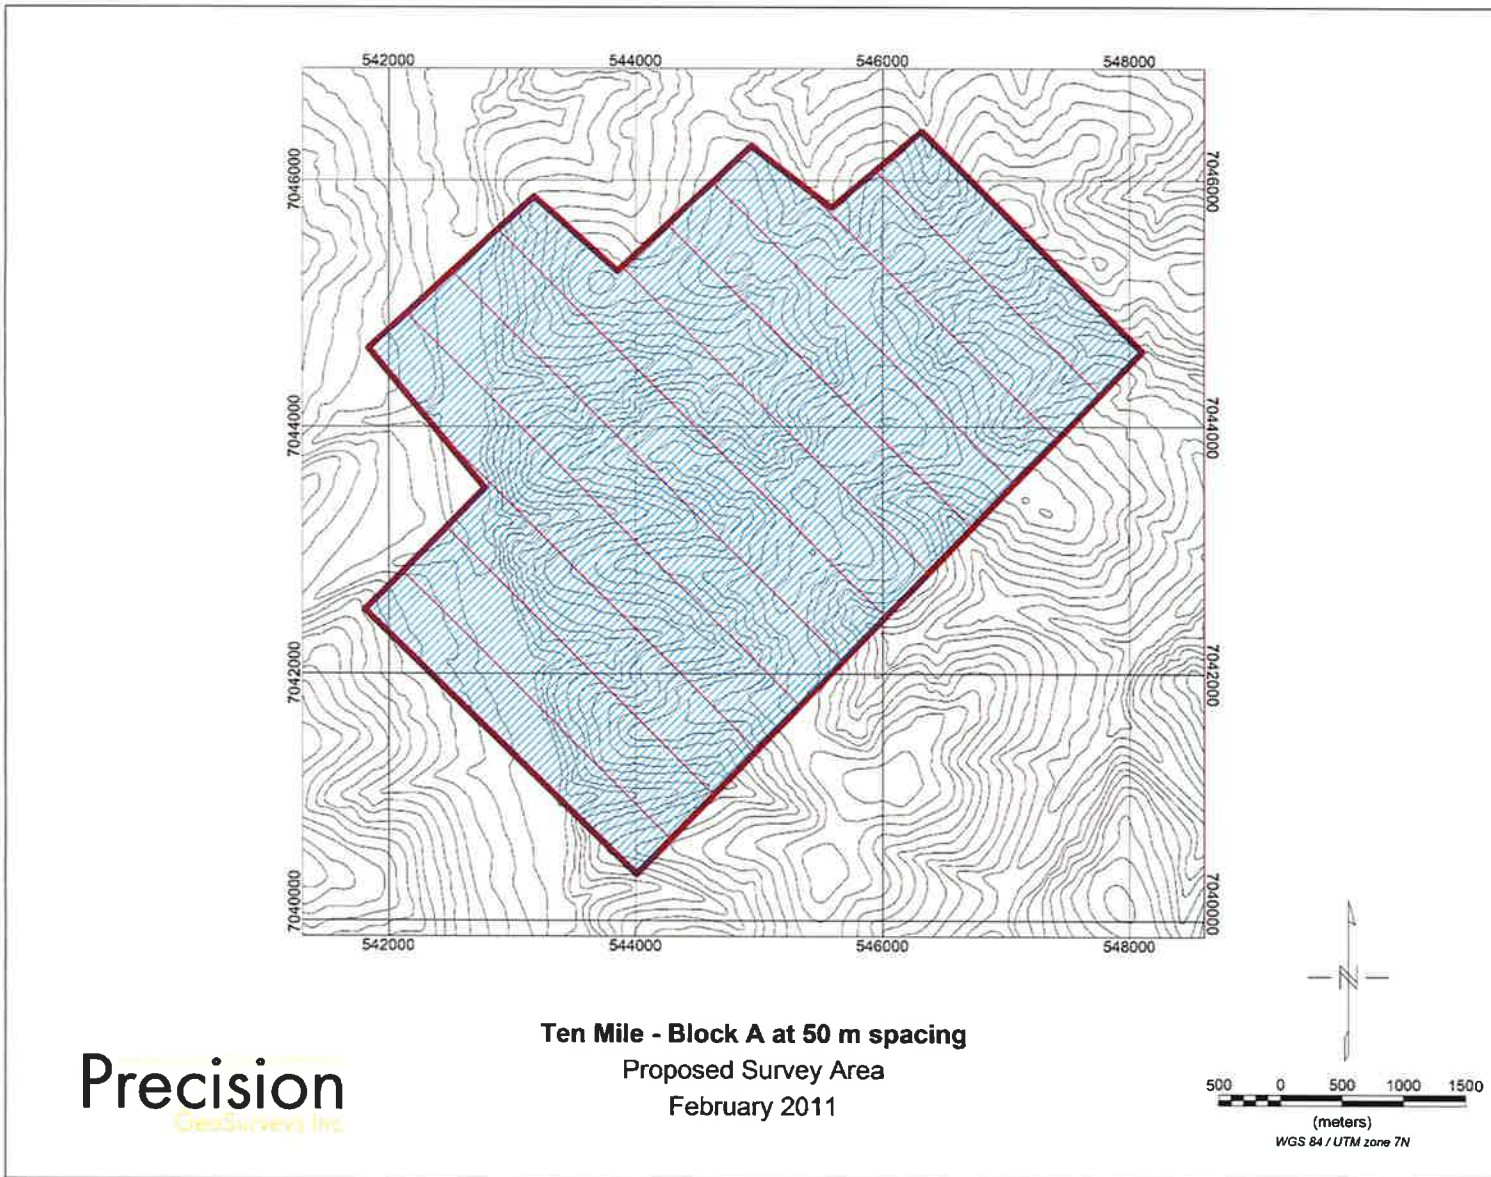 542000 544000 546000 548000
7046000 7046000
7044000 7044000
7042000 7042000
7040000 7040000
542000 544000 546000 548000
N
Ten Mile - Block A at 50 m spacing
Proposed Survey Area
February 2011
Precision
GeoSurveys Inc.
500 0 500 1000 1500
(meters)
WGS 84 / UTM zone 7N